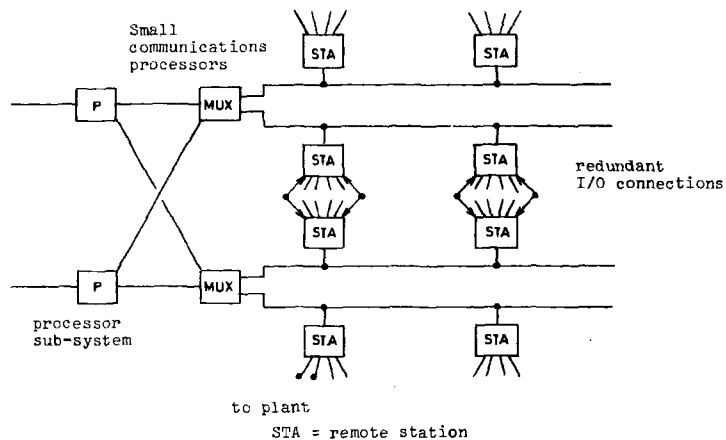 Small
communications
processors
STA
STA
P
MUX
STA
STA
redundant
I/O connections
STA
STA
P
MUX
processor
sub-system
STA
STA
to plant
STA = remote station